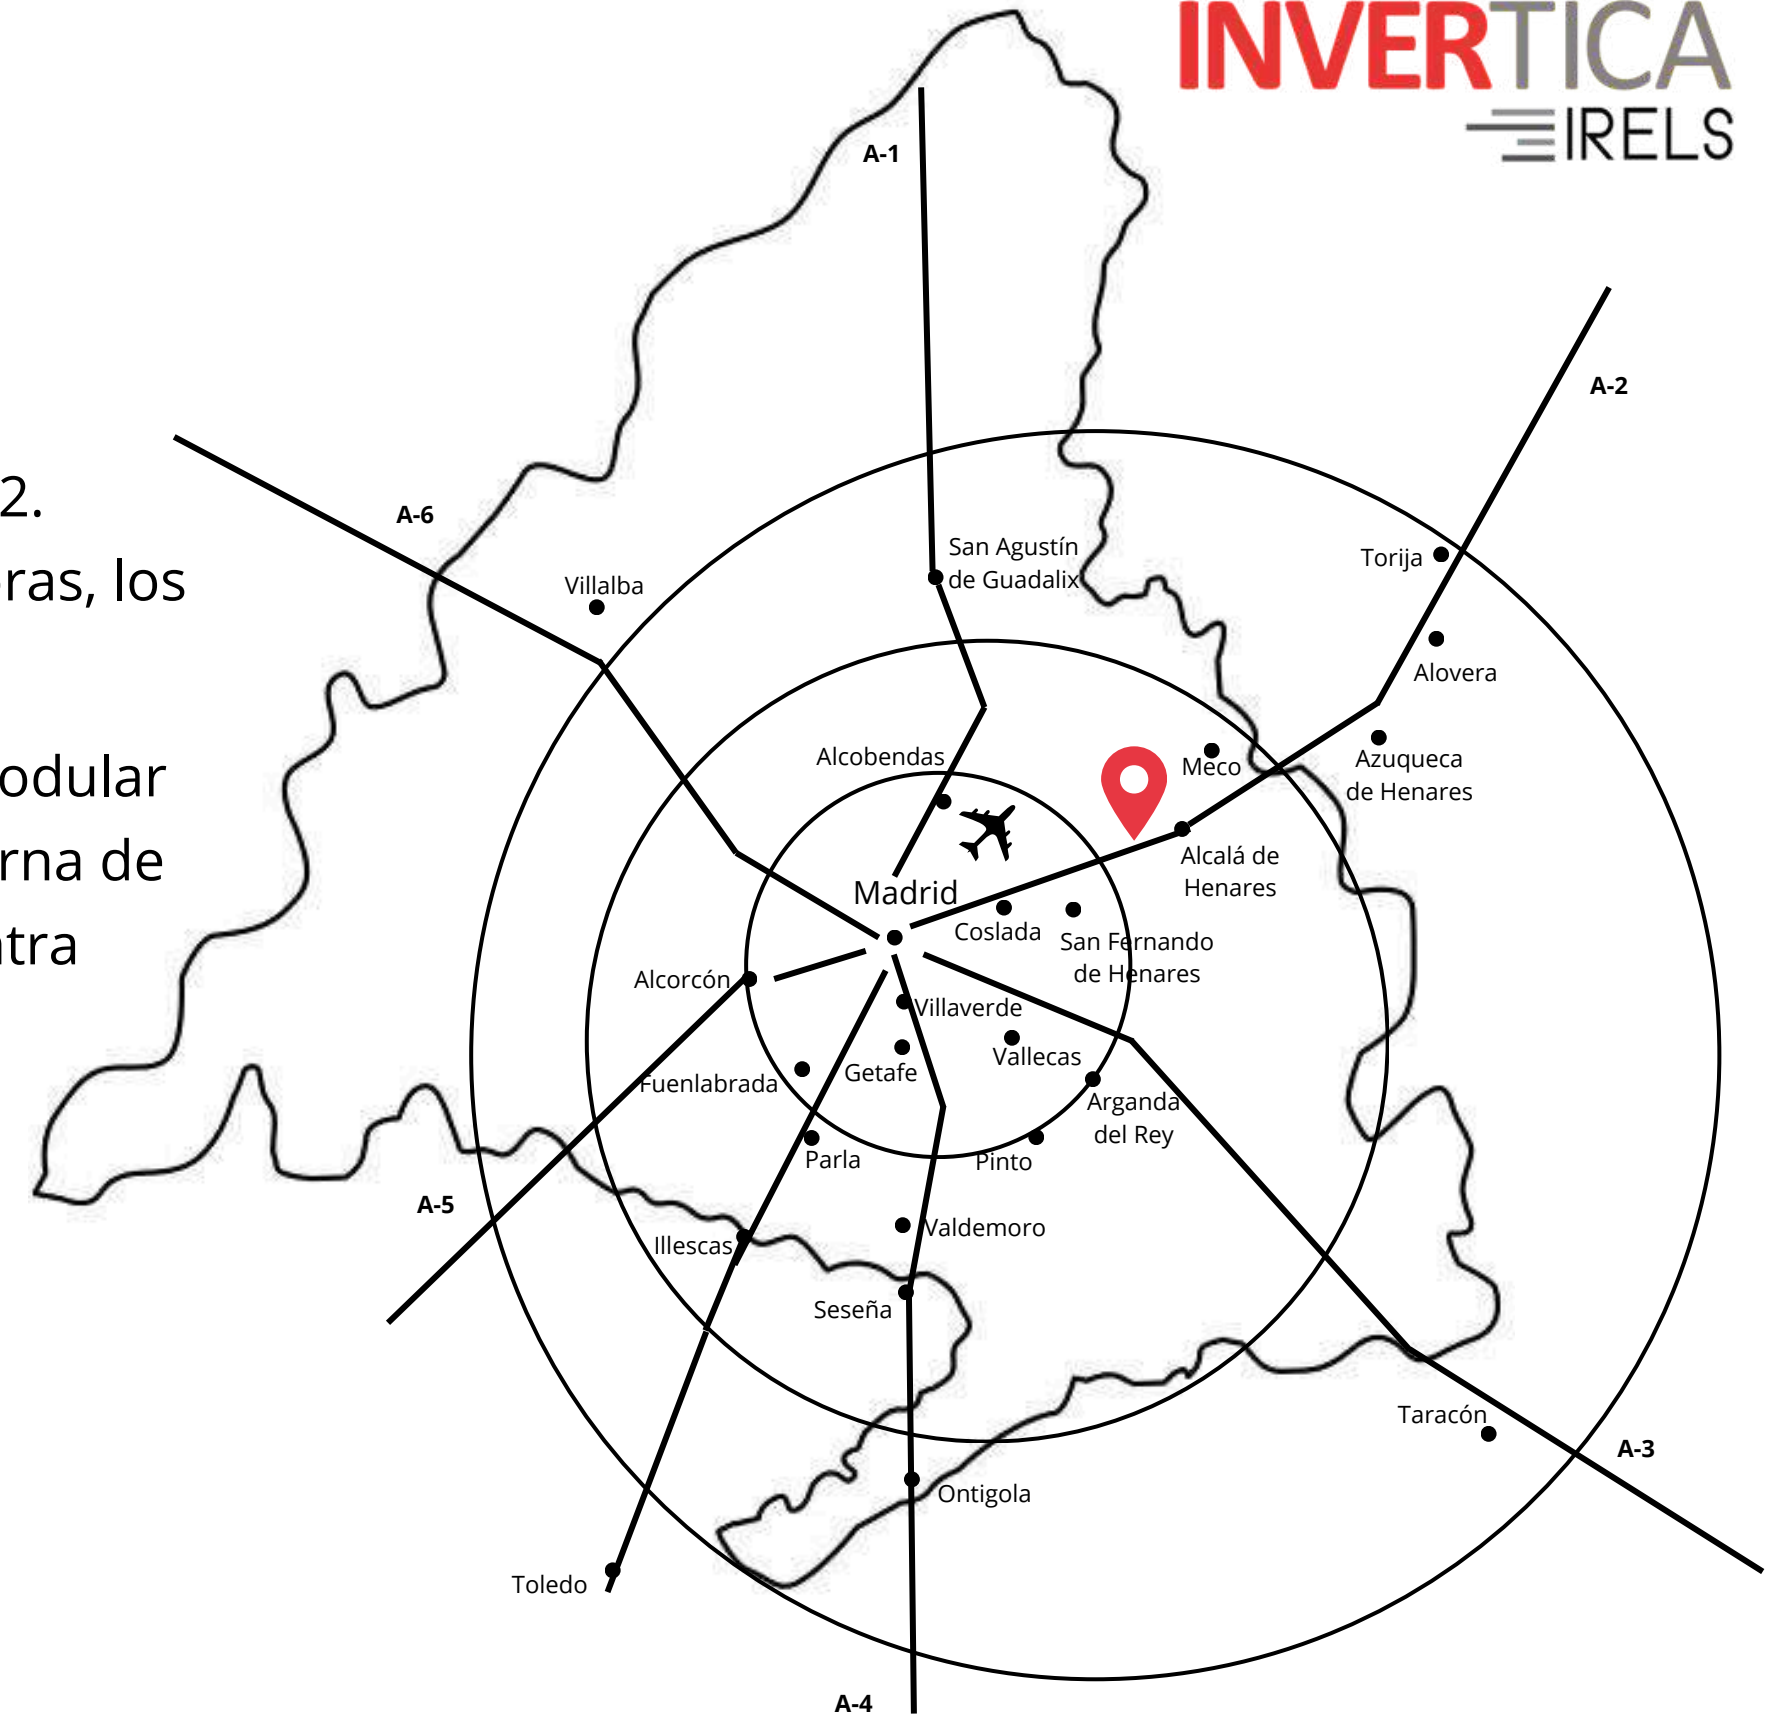 INVERTICA
IRELS
A-1
A-2
2.
A-6
San Agustín
de Guadalix
Torija
ras, los
Villalba
Alovera
odular
Alcobendas
Meco
Azuqueca
de Henares
rna de
Alcalá de
Henares
Madrid
Coslada
San Fernando
de Henares
tra
Alcorcón
Villaverde
Vallecas
Getafe
Fuenlabrada
Arganda
del Rey
Parla
Pinto
A-5
Valdemoro
Illescas
Seseña
Taracón
A-3
Ontigola
Toledo
A-4